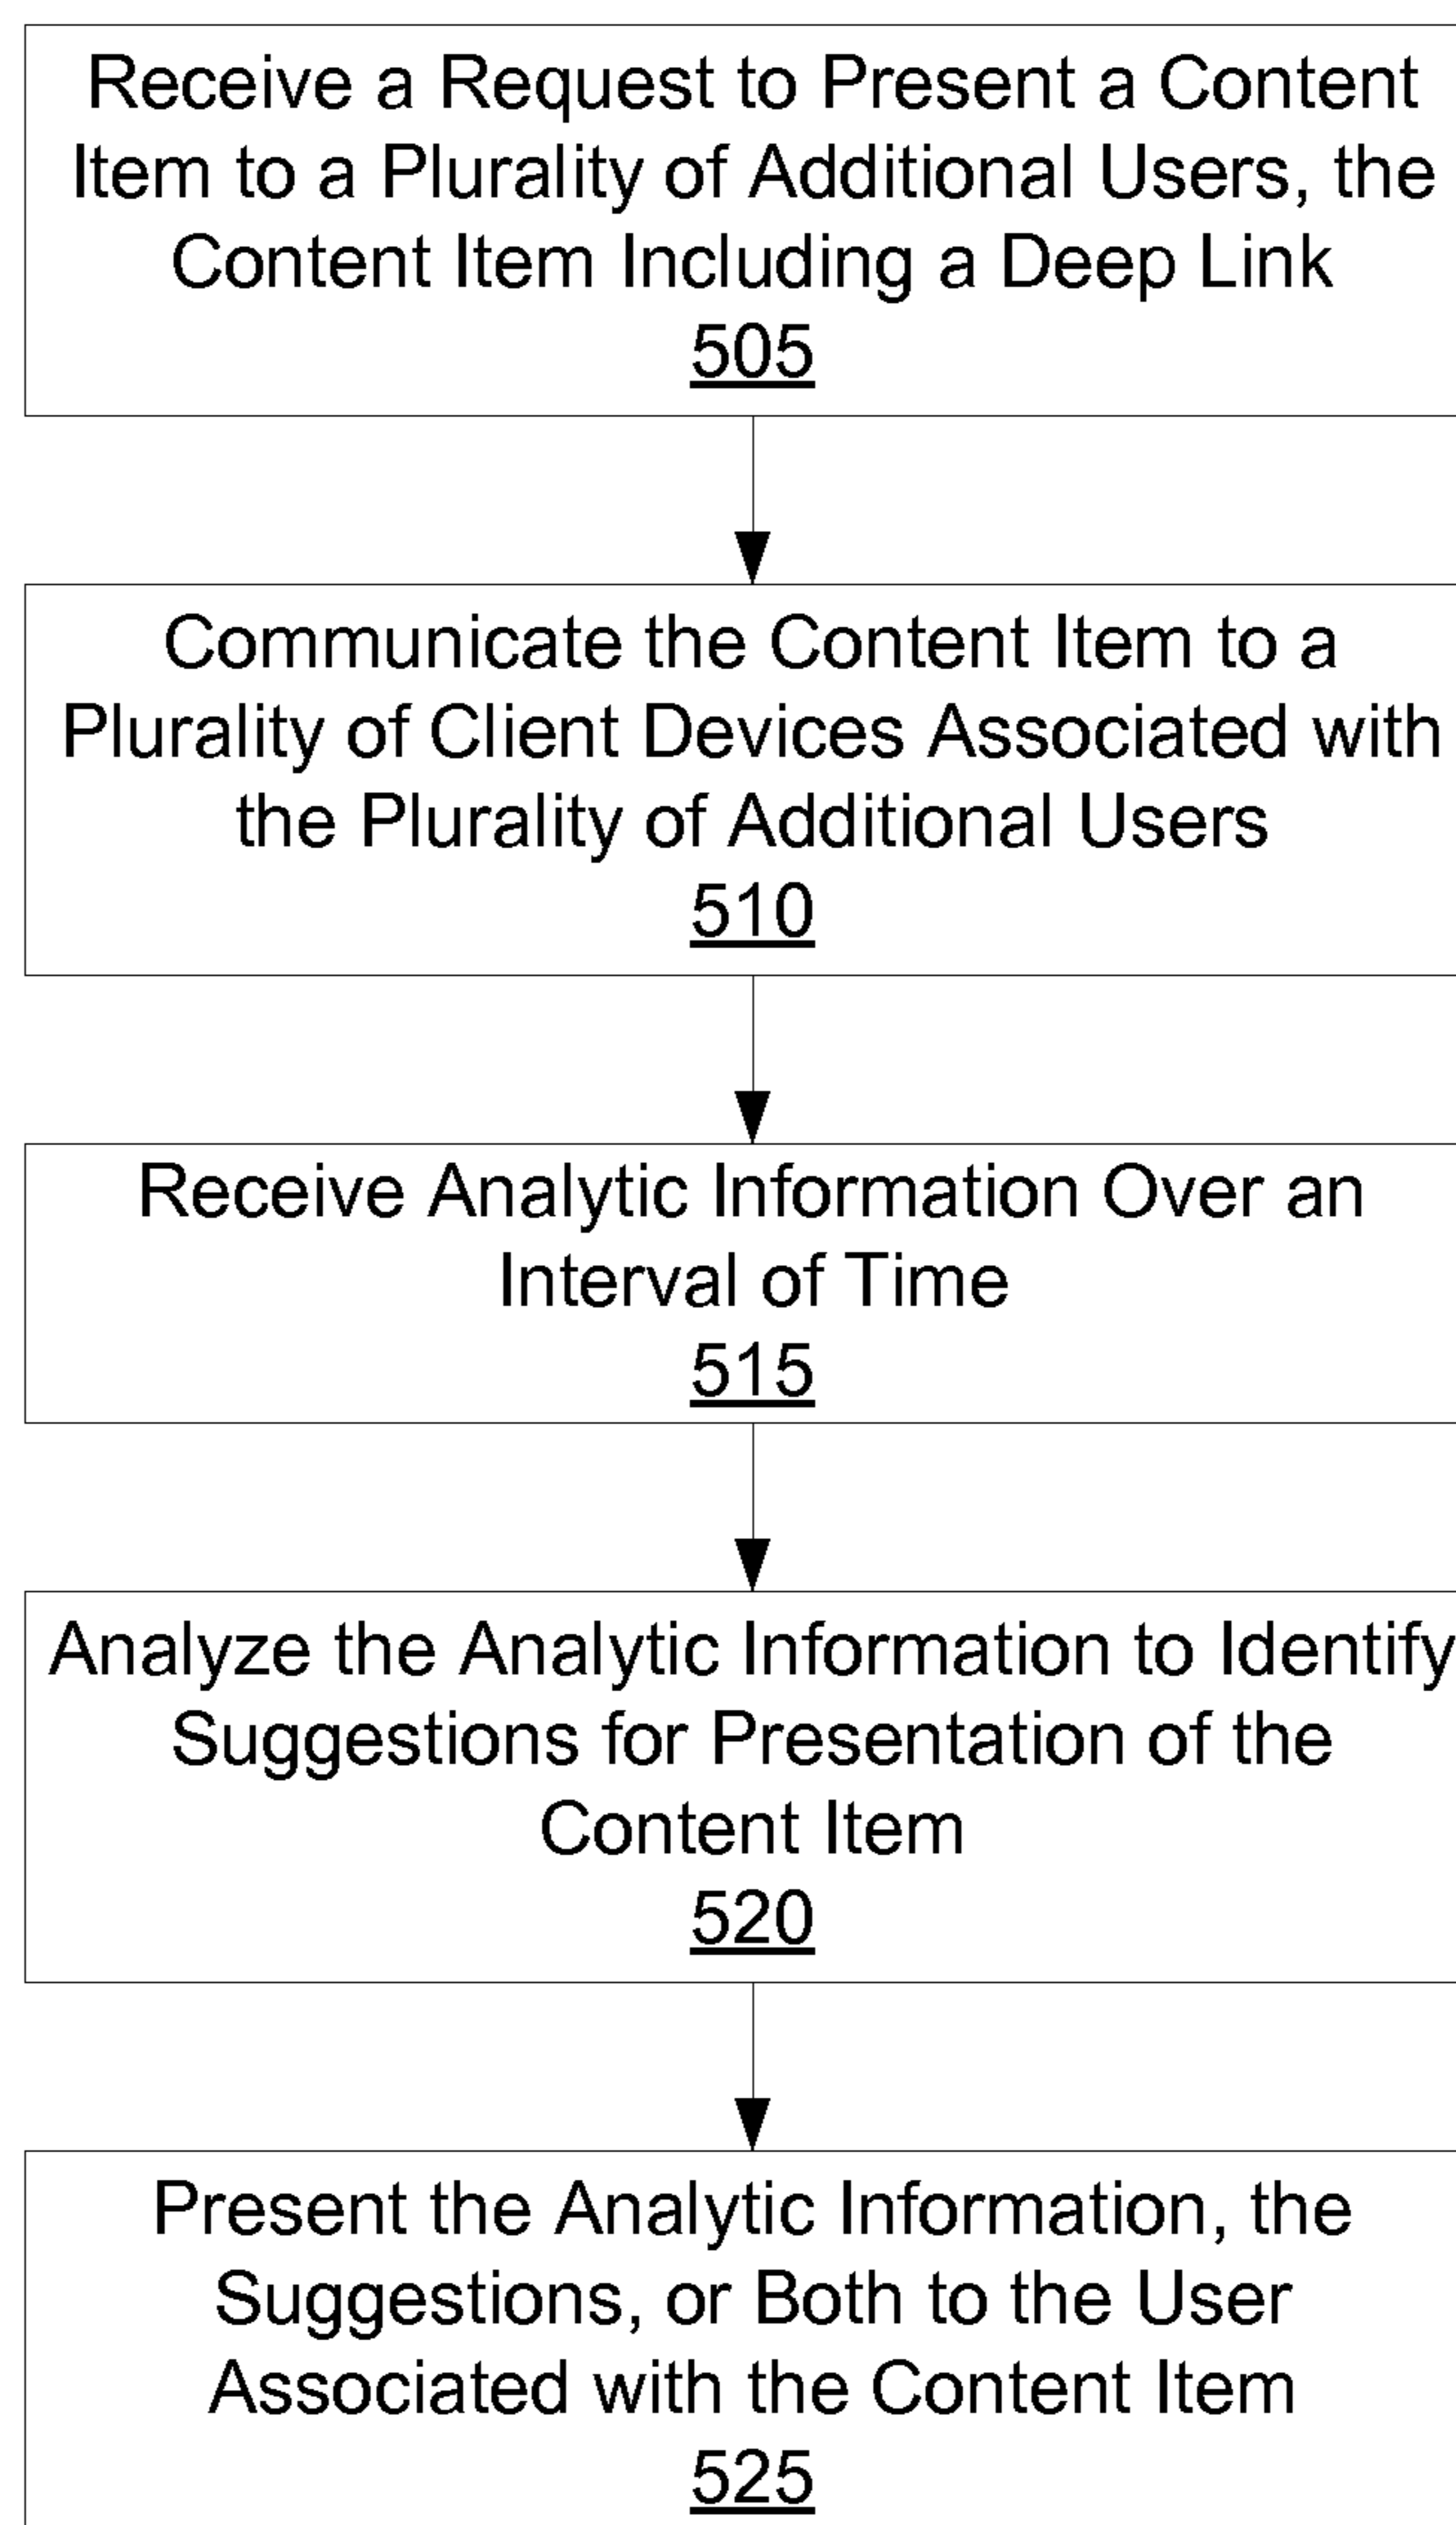 Receive a Request to Present a Content
Item to a Plurality of Additional Users, the
Content Item Including a Deep Link
505
Communicate the Content Item to a
Plurality of Client Devices Associated with
the Plurality of Additional Users
510
Receive Analytic Information Over an
Interval of Time
515
Analyze the Analytic Information to Identify
Suggestions for Presentation of the
Content Item
520
Present the Analytic Information, the
Suggestions, or Both to the User
Associated with the Content Item
525